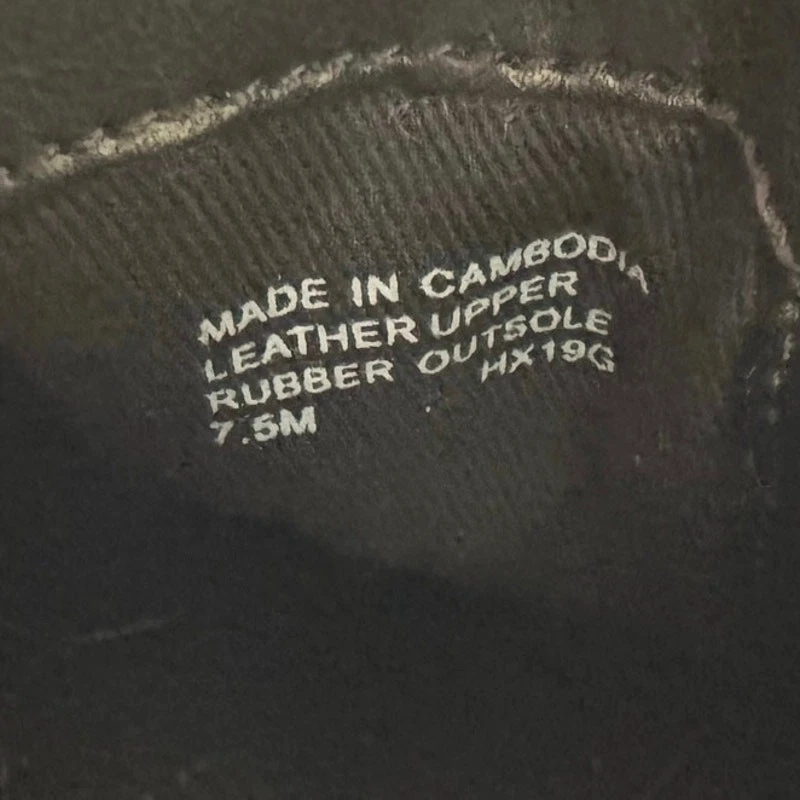 MADE IN CAMBODIA
LEATHER UPPER
RUBBER OUTSOLE
7.5M HX19G